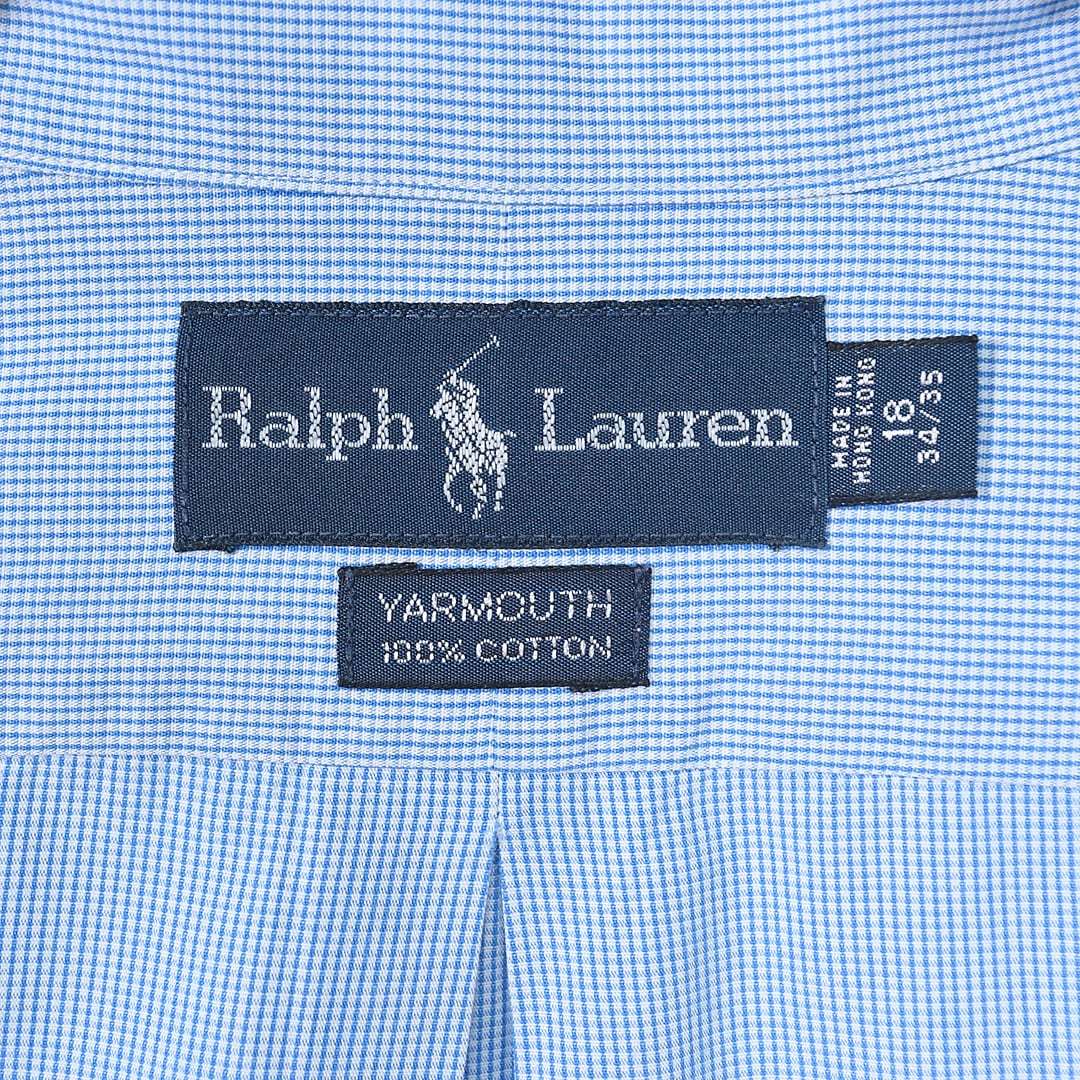 Ralph Lauren
MADE IN
HONG KONG
18
34/35
YARMOUTH
100% COTTON